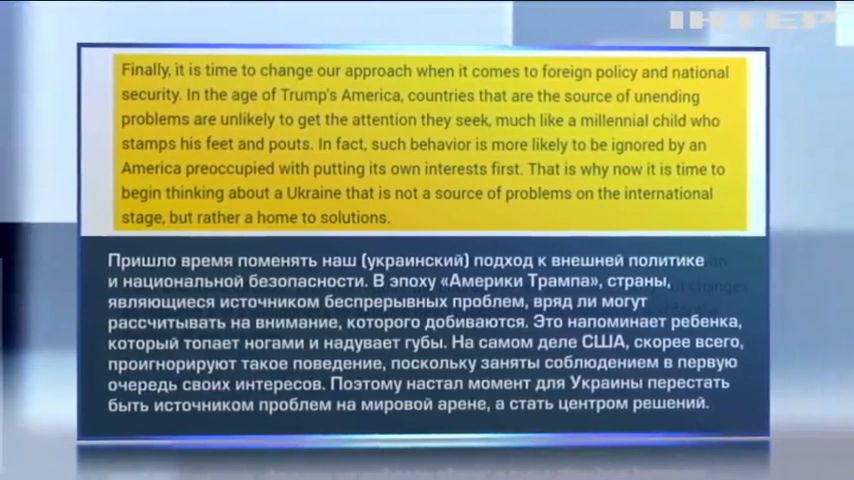 ІНТЕР
Finally, it is time to change our approach when it comes to foreign policy and national
security. In the age of Trump's America, countries that are the source of unending
problems are unlikely to get the attention they seek, much like a millennial child who
stamps his feet and pouts. In fact, such behavior is more likely to be ignored by an
America preoccupied with putting its own interests first. That is why now it is time to
begin thinking about a Ukraine that is not a source of problems on the international
stage, but rather a home to solutions.
Пришло время поменять наш (украинский) подход к внешней политике
и национальной безопасности. В эпоху «Америки Трампа», страны,
являющиеся источником беспрерывных проблем, вряд ли могут
рассчитывать на внимание, которого добиваются. Это напоминает ребенка,
который топает ногами и надувает губы. На самом деле США, скорее всего,
проигнорируют такое поведение, поскольку заняты соблюдением в первую
очередь своих интересов. Поэтому настал момент для Украины перестать
быть источником проблем на мировой арене, а стать центром решений.